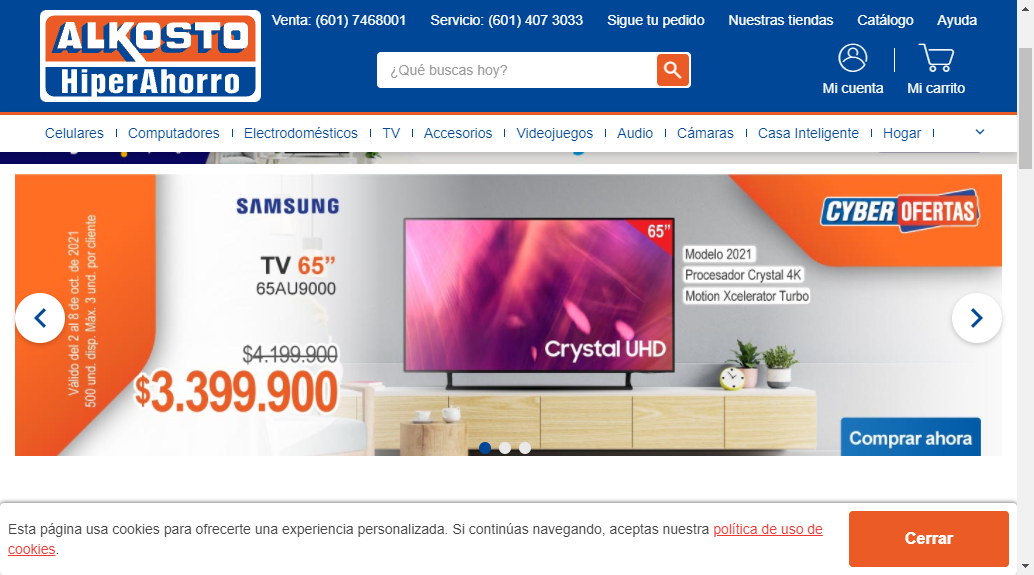 ALKOSTO
HiperAhorro
Venta: (601) 7468001
Servicio: (601) 407 3033
Sigue tu pedido
Nuestras tiendas
Catálogo
Ayuda
¿Qué buscas hoy?
Mi cuenta
Mi carrito
Celulares
Computadores
Electrodomésticos
TV
Accesorios
Videojuegos
Audio
Cámaras
Casa Inteligente
Hogar
Válido del 2 al 8 de oct. de 2021
500 und. disp. Máx. 3 und. por cliente
SAMSUNG
TV 65”
65AU9000
$4.199.900
$3.399.900
65”
Crystal UHD
Modelo 2021
Procesador Crystal 4K
Motion Xcelerator Turbo
CYBER OFERTAS
Comprar ahora
Esta página usa cookies para ofrecerte una experiencia personalizada. Si continúas navegando, aceptas nuestra política de uso de
cookies.
Cerrar